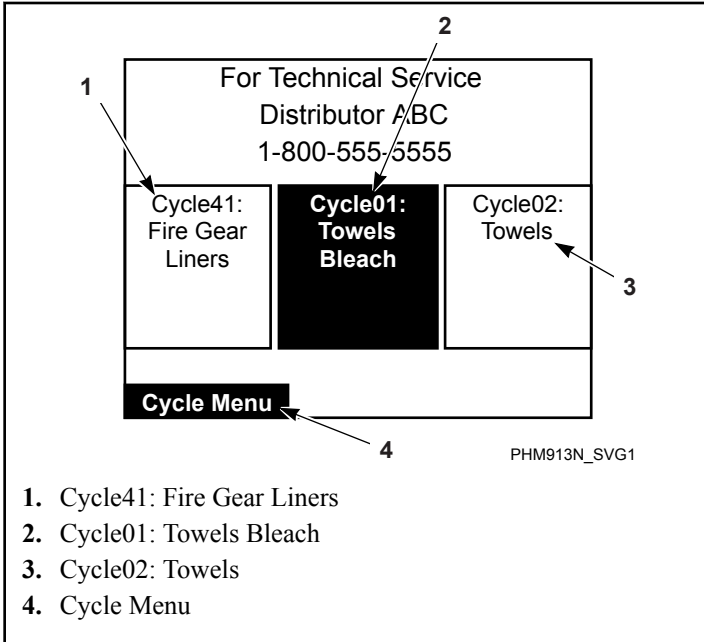 2
1
For Technical Service
Distributor ABC
1-800-555-5555
Cycle41:
Fire Gear
Liners
Cycle01:
Towels
Bleach
Cycle02:
Towels
3
Cycle Menu
4
PHM913N_SVG1
1. Cycle41: Fire Gear Liners
2. Cycle01: Towels Bleach
3. Cycle02: Towels
4. Cycle Menu